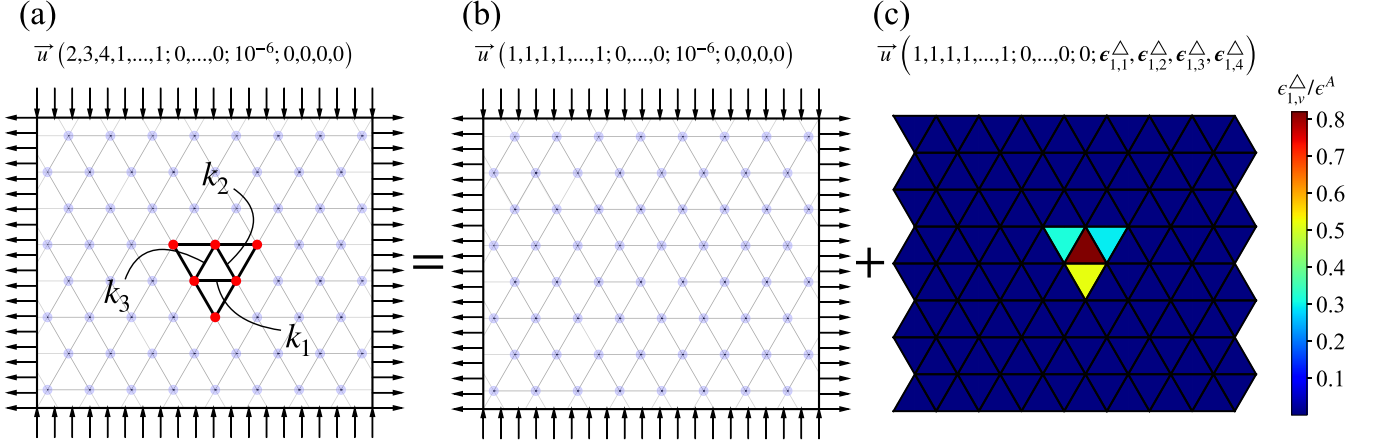 (a)
(b)
(c)
u⃗ (2,3,4,1,...,1; 0,...,0; 10⁻⁶; 0,0,0,0)
u⃗ (1,1,1,1,...,1; 0,...,0; 10⁻⁶; 0,0,0,0)
u⃗ (1,1,1,1,...,1; 0,...,0; 0; ϵ△1,1, ϵ△1,2, ϵ△1,3, ϵ△1,4)
ϵ△1,ν/ϵᴬ
k₂
k₃
k₁
=
+
0.8
0.7
0.6
0.5
0.4
0.3
0.2
0.1